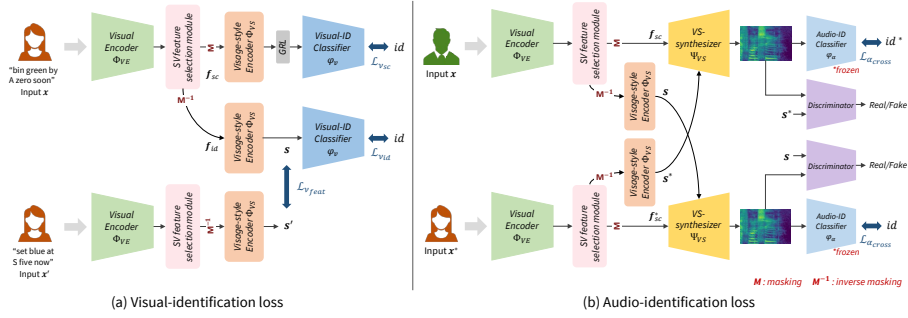 "bin green by
A zero soon"
Input x
Visual
Encoder
Φ_VE
SV feature
selection module
M
f_sc
Visage-style
Encoder Φ_VS
GRL
Visual-ID
Classifier
φ_v
id
ℒ_v_sc
M⁻¹
f_id
Visage-style
Encoder Φ_VS
s
Visual-ID
Classifier
φ_v
id
ℒ_v_id
ℒ_v_feat
"set blue at
S five now"
Input x'
Visual
Encoder
Φ_VE
SV feature
selection module
M⁻¹
Visage-style
Encoder Φ_VS
s'
(a) Visual-identification loss
Input x
Visual
Encoder
Φ_VE
SV feature
selection module
M
f_sc
VS-
synthesizer
Ψ_VS
Audio-ID
Classifier
φ_a
*frozen
id *
ℒ_a_cross
M⁻¹
Visage-style
Encoder Φ_VS
s
s*
Discriminator
Real/Fake
M⁻¹
Visage-style
Encoder Φ_VS
s*
s
Discriminator
Real/Fake
Input x*
Visual
Encoder
Φ_VE
SV feature
selection module
M
f*_sc
VS-
synthesizer
Ψ_VS
Audio-ID
Classifier
φ_a
*frozen
id
ℒ_a_cross
M : masking M⁻¹ : inverse masking
(b) Audio-identification loss